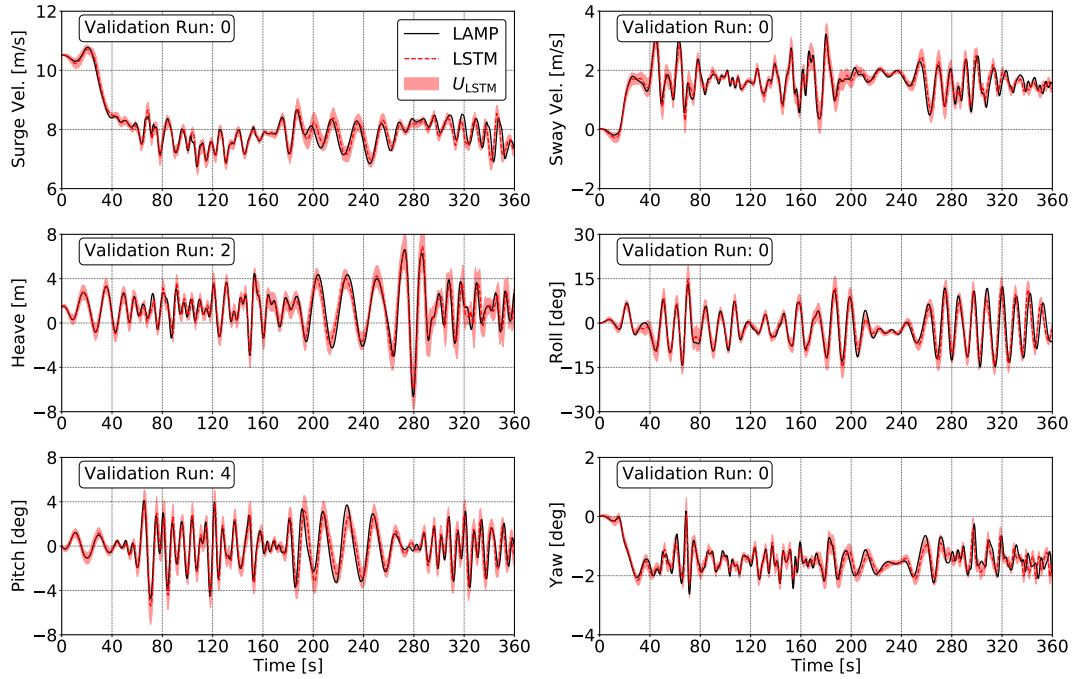 Validation Run: 0
LAMP
LSTM
U_LSTM
Surge Vel. [m/s]
12
10
8
6
0 40 80 120 160 200 240 280 320 360
Validation Run: 0
Sway Vel. [m/s]
4
2
0
−2
0 40 80 120 160 200 240 280 320 360
Validation Run: 2
Heave [m]
8
4
0
−4
−8
0 40 80 120 160 200 240 280 320 360
Validation Run: 0
Roll [deg]
30
15
0
−15
−30
0 40 80 120 160 200 240 280 320 360
Validation Run: 4
Pitch [deg]
8
4
0
−4
−8
0 40 80 120 160 200 240 280 320 360
Time [s]
Validation Run: 0
Yaw [deg]
2
0
−2
−4
0 40 80 120 160 200 240 280 320 360
Time [s]